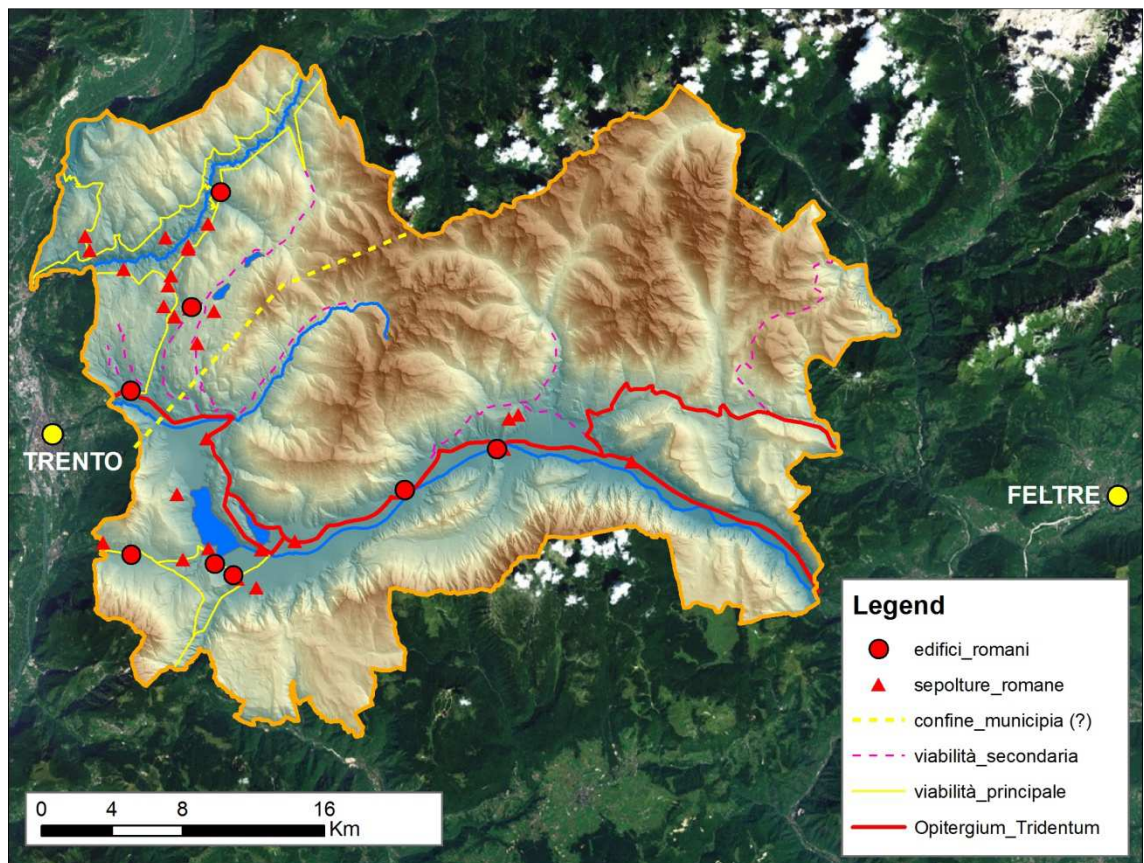 TRENTO
FELTRE
Legend
edifici_romani
sepolture_romane
confine_municipia (?)
viabilità_secondaria
viabilità_principale
Opitergium_Tridentum
0 4 8 16
Km